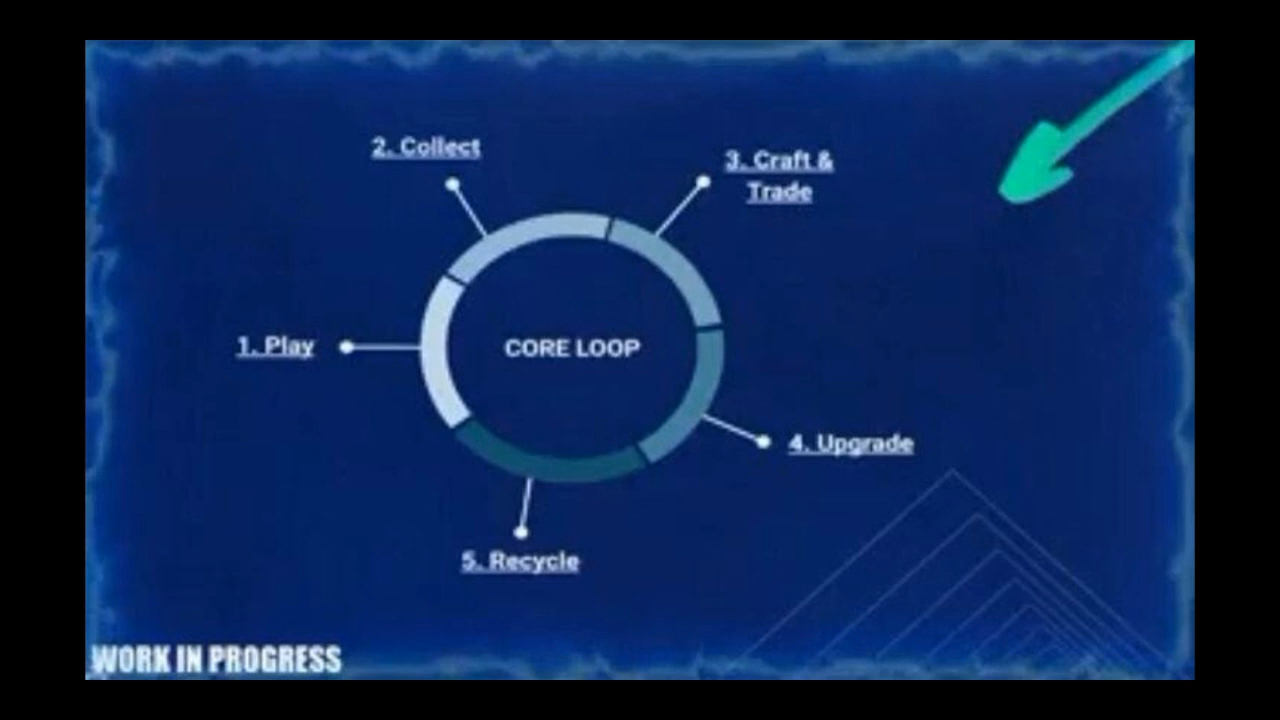 2. Collect
3. Craft &
Trade
1. Play
CORE LOOP
4. Upgrade
5. Recycle
WORK IN PROGRESS